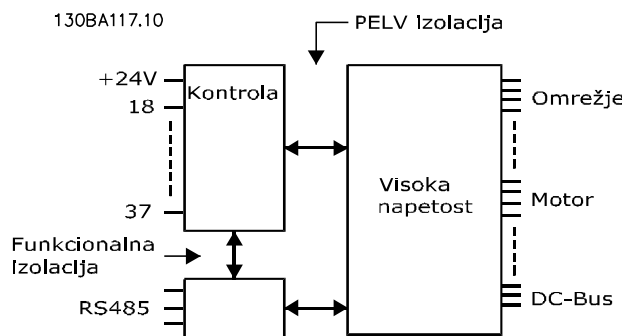 130BA117.10
PELV izolacija
+24V
18
Kontrola
37
Visoka
napetost
Omrežje
Motor
DC-Bus
Funkcionalna
izolacija
RS485